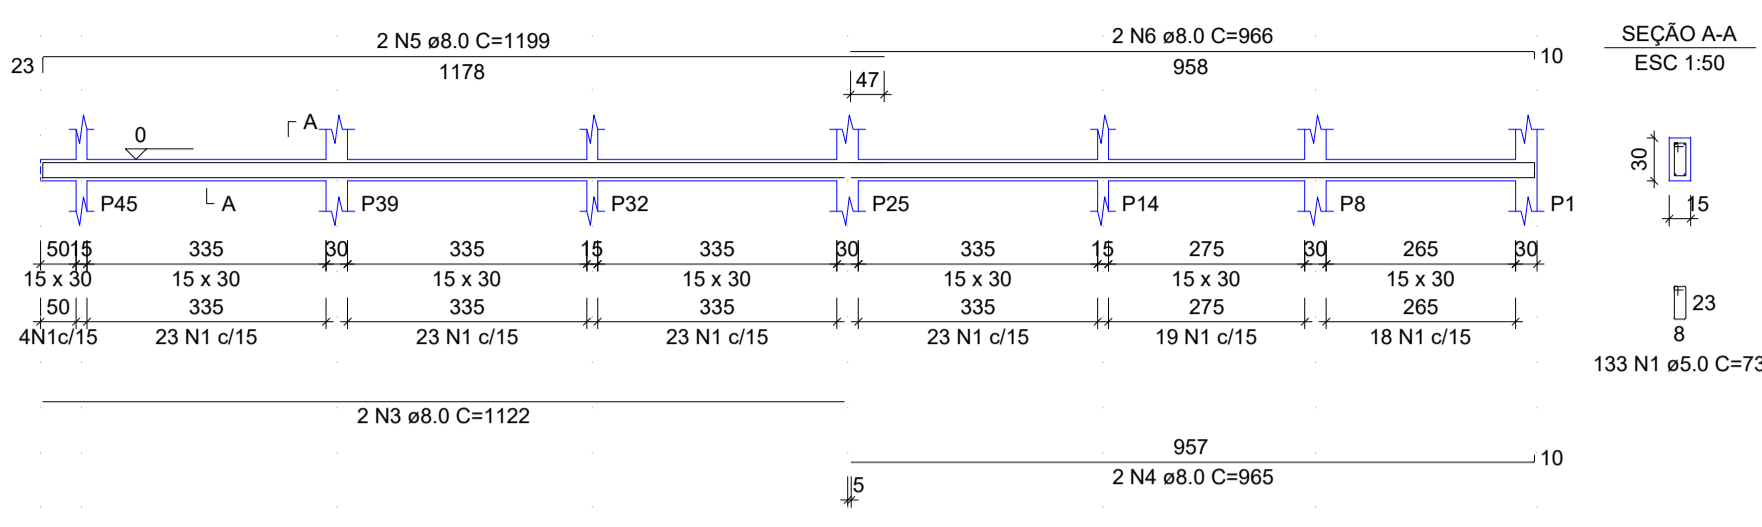 2 N5 ø8.0 C=1199
2 N6 ø8.0 C=966
SEÇÃO A-A
23
1178
958
10
ESC 1:50
47
0
A
30
P45
A
P39
P32
P25
P14
P8
P1
15
50 15 335 30 335 15 335 30 335 15 275 30 265 30
15 x 30 15 x 30 15 x 30 15 x 30 15 x 30 15 x 30 15 x 30
50 335 335 335 335 275 265
23
4N1c/15 23 N1 c/15 23 N1 c/15 23 N1 c/15 23 N1 c/15 19 N1 c/15 18 N1 c/15
8
133 N1 ø5.0 C=73
2 N3 ø8.0 C=1122
957
10
2 N4 ø8.0 C=965
5